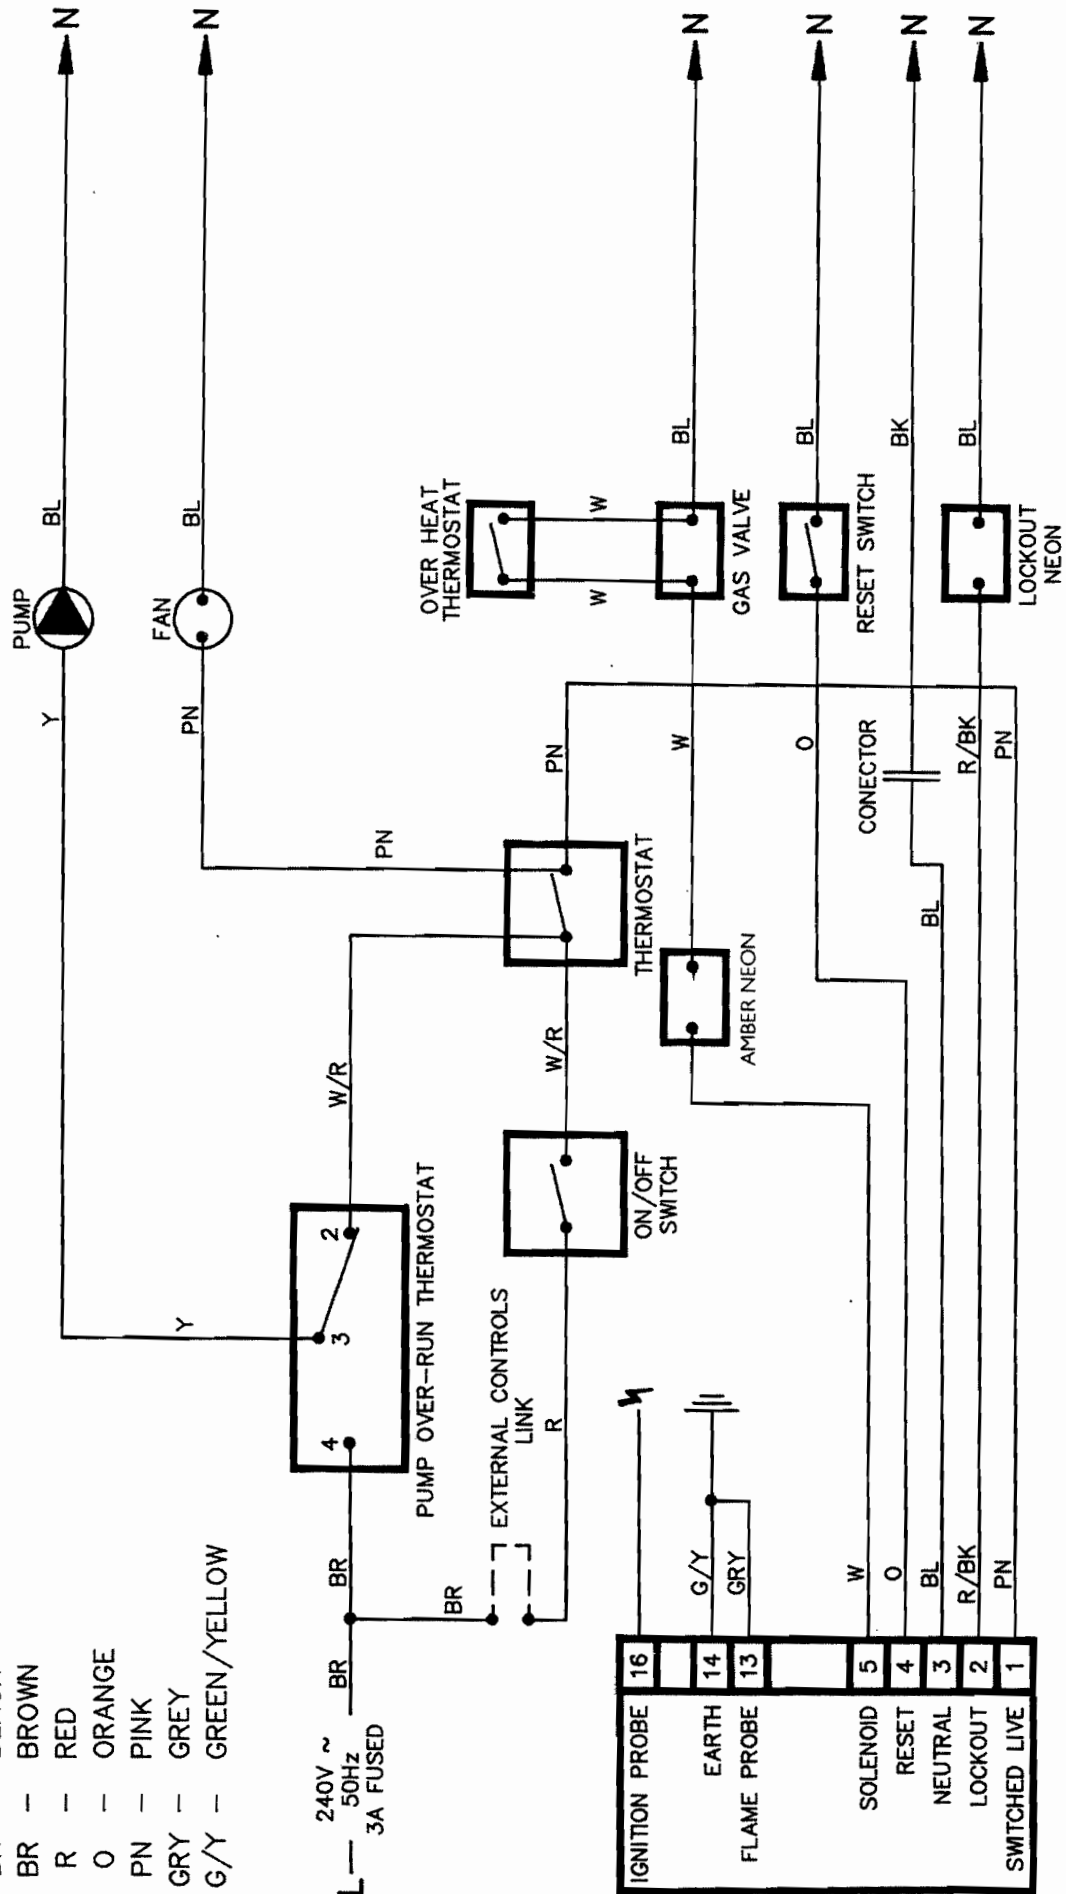 BR – BROWN
R – RED
O – ORANGE
PN – PINK
GRY – GREY
G/Y – GREEN/YELLOW
L
240V ~
50Hz
3A FUSED
BR
BR
BR
4
3
2
PUMP OVER-RUN THERMOSTAT
Y
Y
PUMP
BL
N
W/R
PN
PN
FAN
BL
N
EXTERNAL CONTROLS
LINK
R
ON/OFF
SWITCH
W/R
THERMOSTAT
PN
OVER HEAT
THERMOSTAT
W
W
AMBER NEON
W
GAS VALVE
BL
N
O
RESET SWITCH
BL
N
CONECTOR
BL
BK
N
R/BK
PN
LOCKOUT
NEON
BL
N
IGNITION PROBE
16
EARTH
14
G/Y
FLAME PROBE
13
GRY
SOLENOID
5
W
RESET
4
O
NEUTRAL
3
BL
LOCKOUT
2
R/BK
SWITCHED LIVE
1
PN